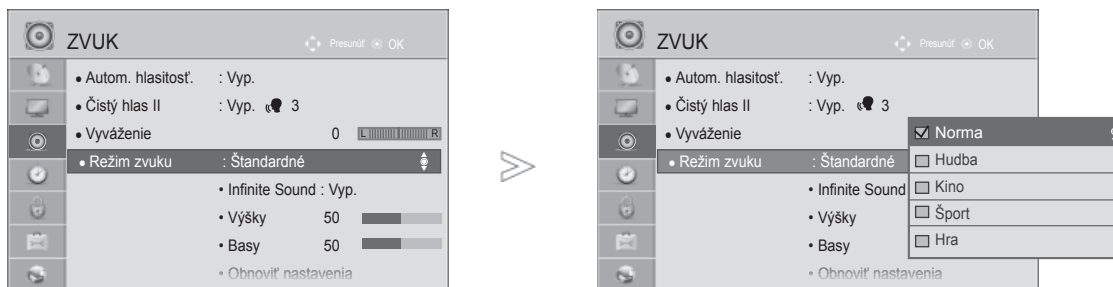 ZVUK
Presunúť OK
• Autom. hlasitosť. : Vyp.
• Čistý hlas II : Vyp. 3
• Vyváženie 0 L R
• Režim zvuku : Štandardné
• Infinite Sound : Vyp.
• Výšky 50
• Basy 50
• Obnoviť nastavenia
ZVUK
Presunúť OK
• Autom. hlasitosť. : Vyp.
• Čistý hlas II : Vyp. 3
• Vyváženie
• Režim zvuku : Štandardné
• Infinite Sound
• Výšky
• Basy
• Obnoviť nastavenia
Norma
Hudba
Kino
Šport
Hra